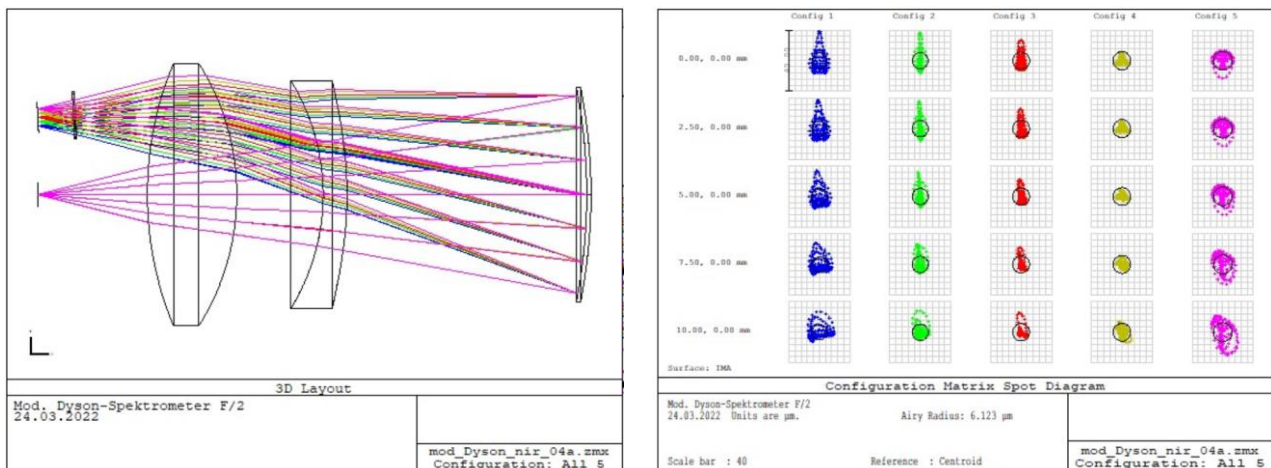 3D Layout
Mod. Dyson-Spektrometer F/2
24.03.2022
mod_Dyson_nir_04a.zmx
Configuration: All 5
Config 1 Config 2 Config 3 Config 4 Config 5
0.00, 0.00 mm
2.50, 0.00 mm
5.00, 0.00 mm
7.50, 0.00 mm
10.00, 0.00 mm
Surface: IMA
Configuration Matrix Spot Diagram
Mod. Dyson-Spektrometer F/2
24.03.2022 Units are µm. Airy Radius: 6.123 µm
Scale bar : 40 Reference : Centroid
mod_Dyson_nir_04a.zmx
Configuration: All 5